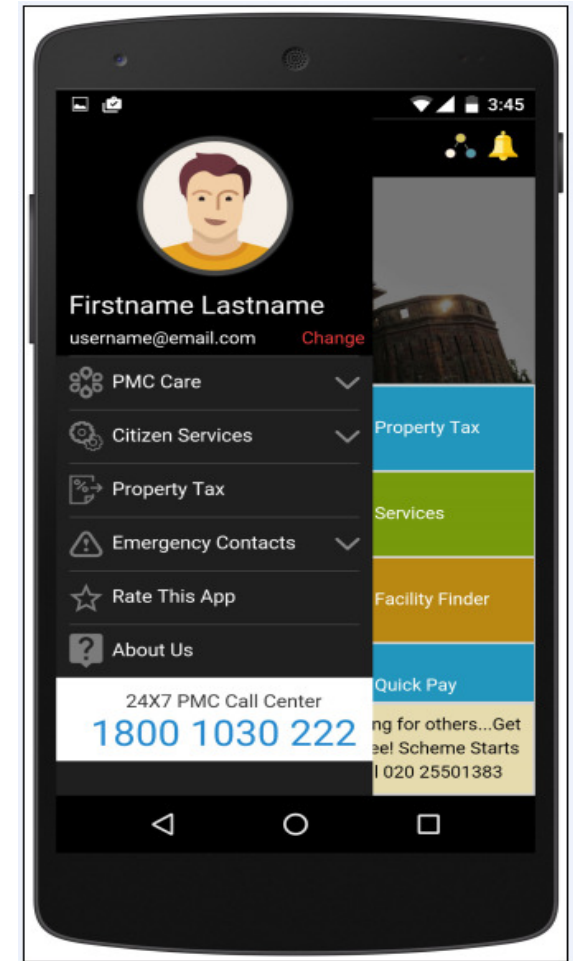 3:45
Firstname Lastname
username@email.com Change
PMC Care
Citizen Services
Property Tax
Emergency Contacts
Rate This App
About Us
24X7 PMC Call Center
1800 1030 222
Property Tax
Services
Facility Finder
Quick Pay
for others...Get
Scheme Starts
020 25501383